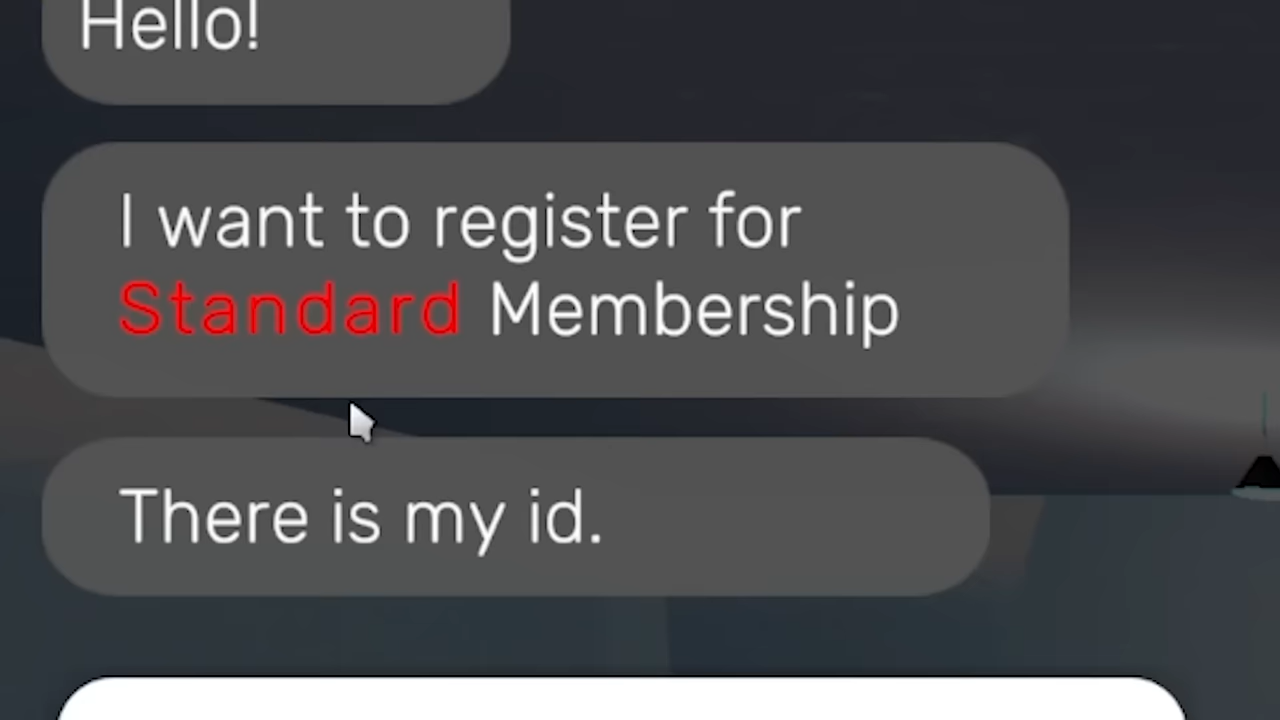 Hello!
I want to register for
Standard Membership
There is my id.